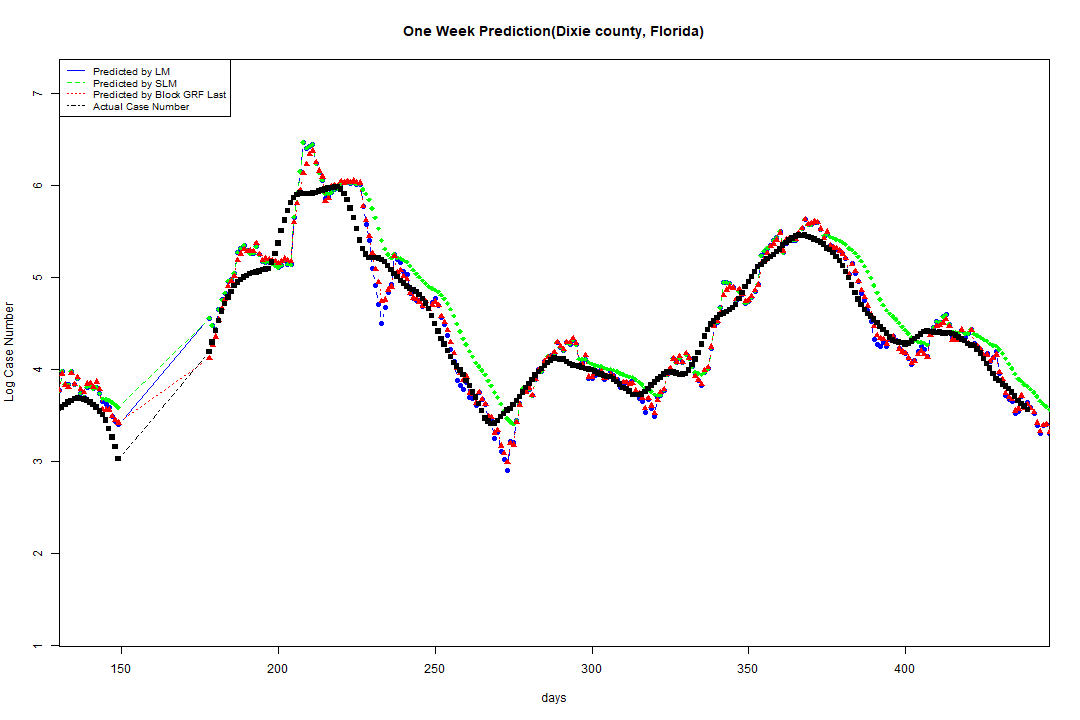 One Week Prediction(Dixie county, Florida)
Predicted by LM
Predicted by SLM
Predicted by Block GRF Last
Actual Case Number
7
6
5
4
3
2
1
Log Case Number
150 200 250 300 350 400
days